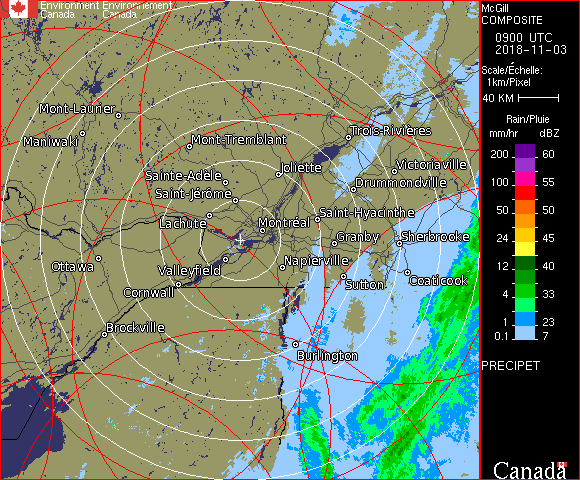 Environment Environnement
Canada Canada
McGill
COMPOSITE
0900 UTC
2018-11-03
Scale/Échelle:
1km/Pixel
40 KM
Rain/Pluie
mm/hr dBZ
200 60
155
100 55
50 50
24 45
12 40
4 33
1 23
0.1 7
PRECIPET
Mont-Laurier
Maniwaki
Mont-Tremblant
Trois-Rivières
Joliette
Victoriaville
Sainte-Adèle
Drummondville
Saint-Jérôme
Saint-Hyacinthe
Lachute
Montréal
Granby
Sherbrooke
Ottawa
Valleyfield
Napierville
Coaticook
Sutton
Cornwall
Brockville
Burlington
Canada